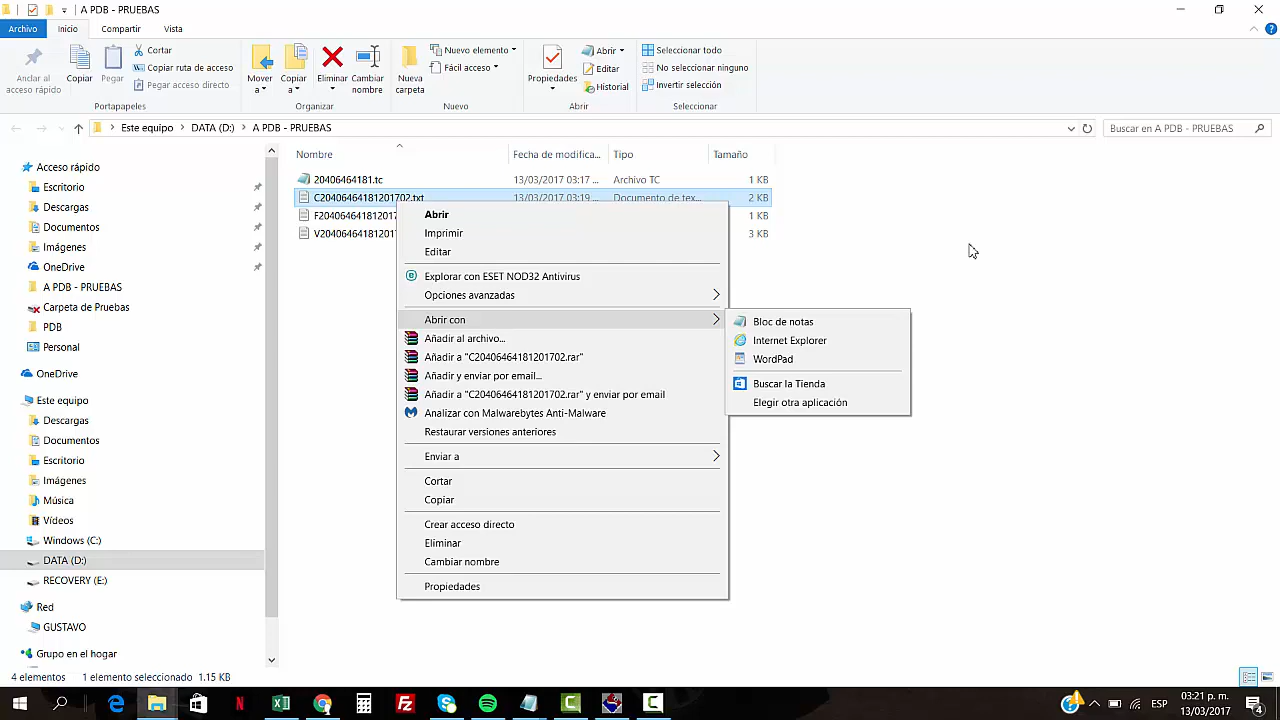 A PDB - PRUEBAS
Archivo Inicio Compartir Vista
Anclar al acceso rápido
Copiar
Pegar
Cortar
Copiar ruta de acceso
Pegar acceso directo
Portapapeles
Mover a
Copiar a
Eliminar
Cambiar nombre
Organizar
Nueva carpeta
Nuevo elemento
Fácil acceso
Nuevo
Propiedades
Abrir
Editar
Historial
Abrir
Seleccionar todo
No seleccionar ninguno
Invertir selección
Seleccionar
Este equipo > DATA (D:) > A PDB - PRUEBAS
Buscar en A PDB - PRUEBAS
Acceso rápido
Escritorio
Descargas
Documentos
Imágenes
OneDrive
A PDB - PRUEBAS
Carpeta de Pruebas
PDB
Personal
OneDrive
Este equipo
Descargas
Documentos
Escritorio
Imágenes
Música
Vídeos
Windows (C:)
DATA (D:)
RECOVERY (E:)
Red
GUSTAVO
Grupo en el hogar
Nombre Fecha de modifica... Tipo Tamaño
20406464181.tc 13/03/2017 03:17 ... Archivo TC 1 KB
C20406464181201702.txt 13/03/2017 03:19 ... Documento de tex... 2 KB
F204064641812017 1 KB
V204064641812017 3 KB
Abrir
Imprimir
Editar
Explorar con ESET NOD32 Antivirus
Opciones avanzadas
Abrir con
Añadir al archivo...
Añadir a "C20406464181201702.rar"
Añadir y enviar por email...
Añadir a "C20406464181201702.rar" y enviar por email
Analizar con Malwarebytes Anti-Malware
Restaurar versiones anteriores
Enviar a
Cortar
Copiar
Crear acceso directo
Eliminar
Cambiar nombre
Propiedades
Bloc de notas
Internet Explorer
WordPad
Buscar la Tienda
Elegir otra aplicación
4 elementos 1 elemento seleccionado 1.15 KB
ESP
03:21 p. m.
13/03/2017